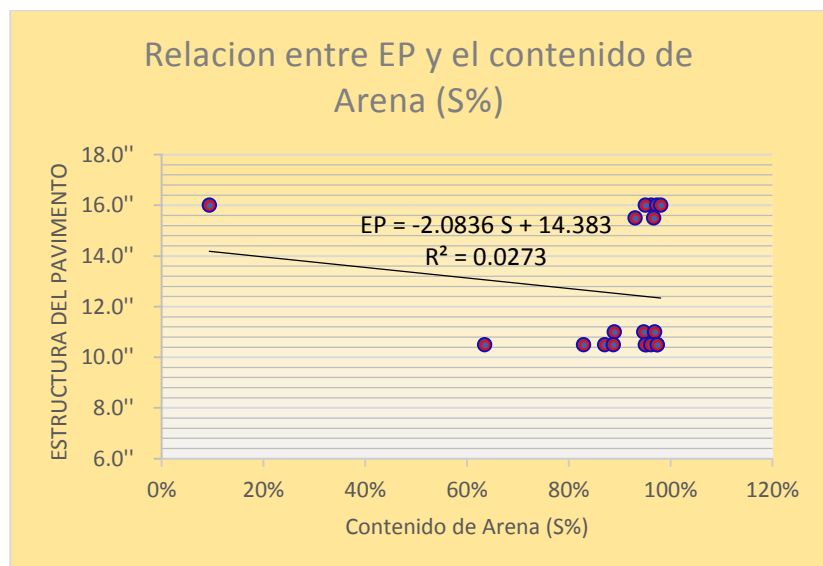 Relacion entre EP y el contenido de
Arena (S%)
ESTRUCTURA DEL PAVIMENTO
18.0''
16.0''
14.0''
12.0''
10.0''
8.0''
6.0''
EP = -2.0836 S + 14.383
R² = 0.0273
0% 20% 40% 60% 80% 100% 120%
Contenido de Arena (S%)